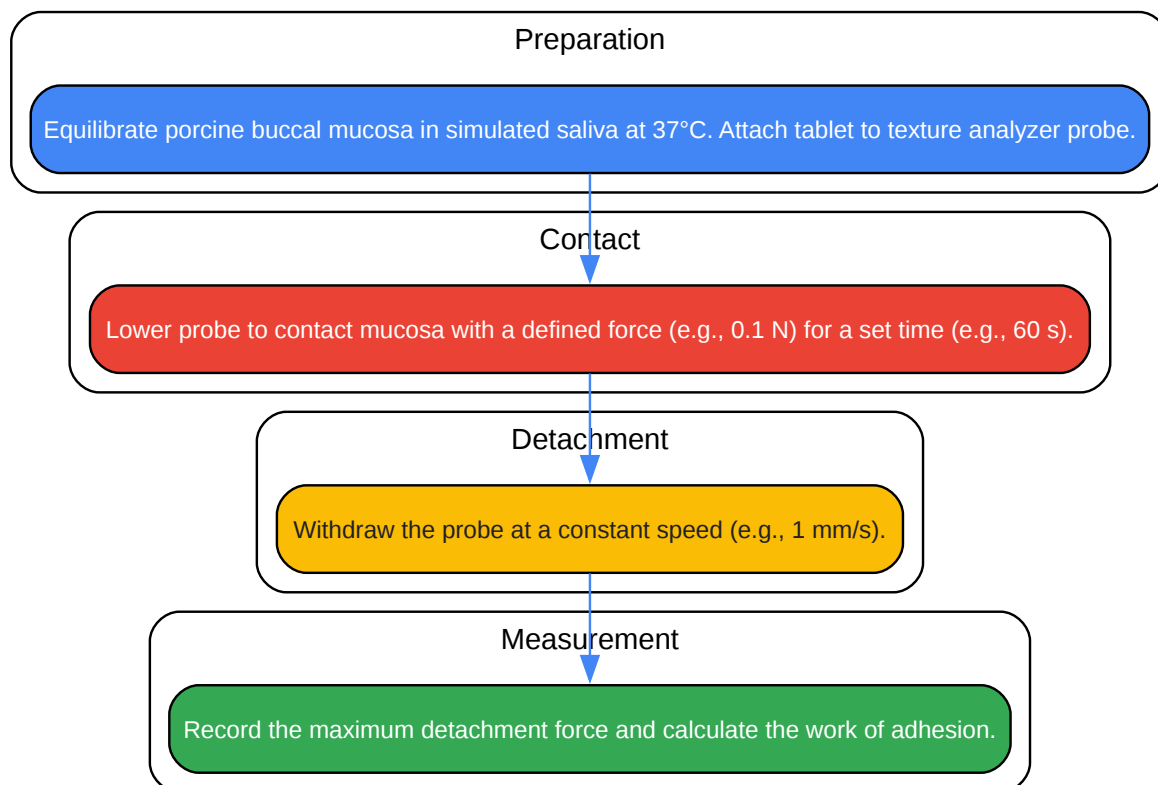 Preparation
Equilibrate porcine buccal mucosa in simulated saliva at 37°C. Attach tablet to texture analyzer probe.
Contact
Lower probe to contact mucosa with a defined force (e.g., 0.1 N) for a set time (e.g., 60 s).
Detachment
Withdraw the probe at a constant speed (e.g., 1 mm/s).
Measurement
Record the maximum detachment force and calculate the work of adhesion.